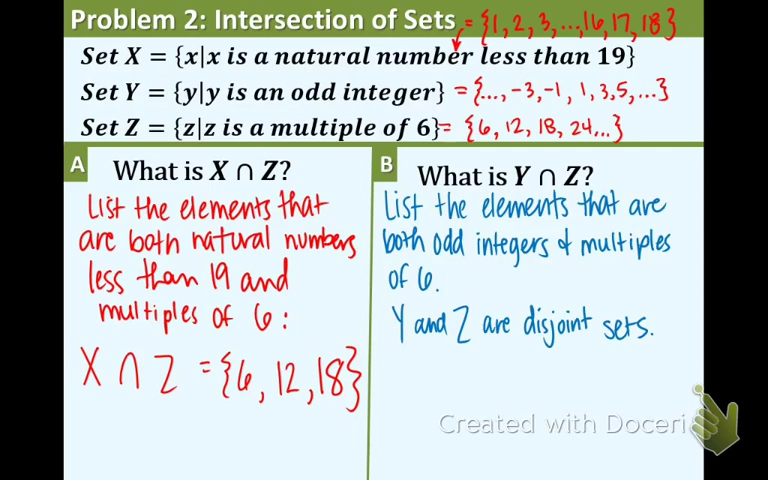 Problem 2: Intersection of Sets = {1, 2, 3, ..., 16, 17, 18}
Set X = {x|x is a natural number less than 19}
Set Y = {y|y is an odd integer} = {..., -3, -1, 1, 3, 5, ...}
Set Z = {z|z is a multiple of 6} = {6, 12, 18, 24...}
A What is X ∩ Z?
List the elements that
are both natural numbers
less than 19 and
multiples of 6:
X ∩ Z = {6, 12, 18}
B What is Y ∩ Z?
List the elements that are
both odd integers & multiples
of 6.
Y and Z are disjoint sets.
Created with Doceri